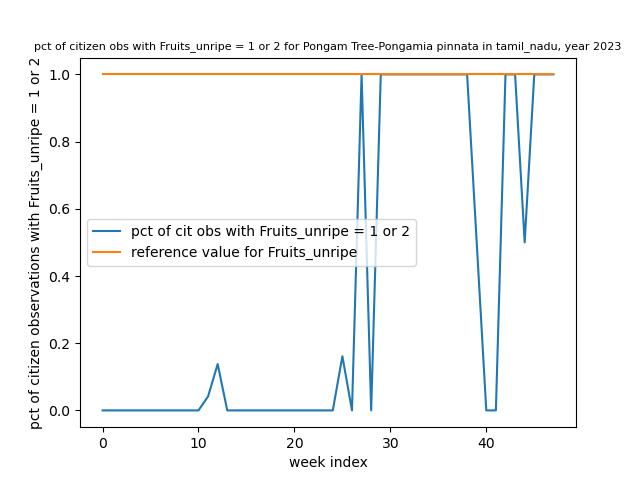 pct of citizen obs with Fruits_unripe = 1 or 2 for Pongam Tree-Pongamia pinnata in tamil_nadu, year 2023
pct of citizen observations with Fruits_unripe = 1 or 2
1.0
0.8
0.6
0.4
0.2
0.0
pct of cit obs with Fruits_unripe = 1 or 2
reference value for Fruits_unripe
0
10
20
30
40
week index